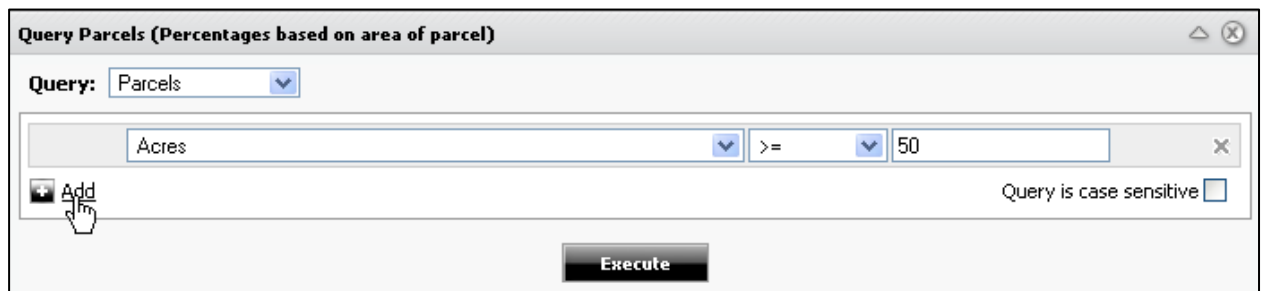 Query Parcels (Percentages based on area of parcel)
Query: Parcels
Acres >= 50
Add Query is case sensitive
Execute